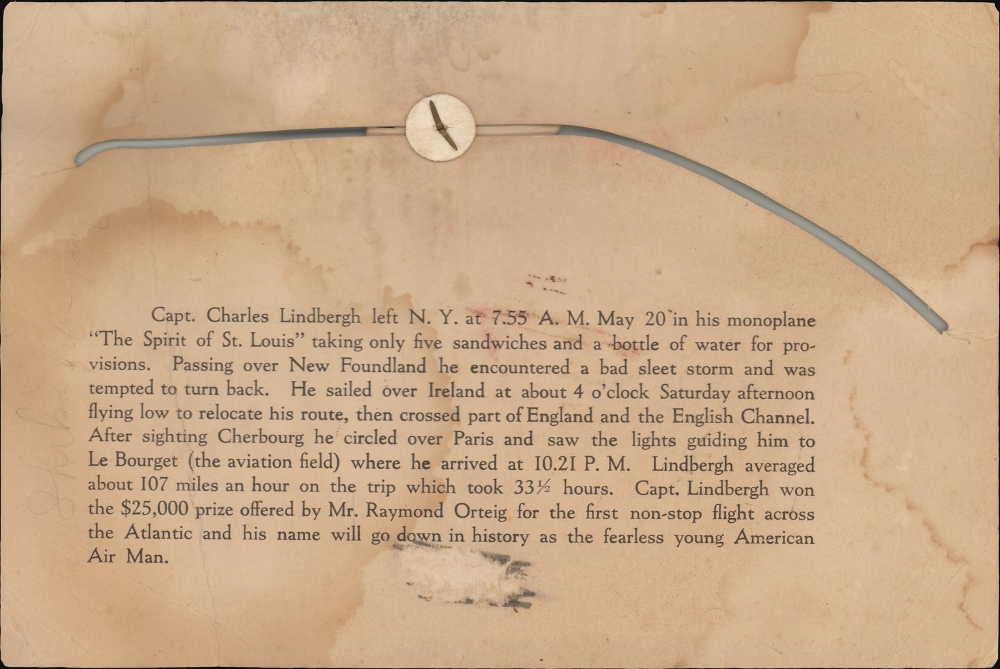 Capt. Charles Lindbergh left N. Y. at 7.55 A. M. May 20 in his monoplane
“The Spirit of St. Louis” taking only five sandwiches and a bottle of water for pro-
visions. Passing over New Foundland he encountered a bad sleet storm and was
tempted to turn back. He sailed over Ireland at about 4 o'clock Saturday afternoon
flying low to relocate his route, then crossed part of England and the English Channel.
After sighting Cherbourg he circled over Paris and saw the lights guiding him to
Le Bourget (the aviation field) where he arrived at 10.21 P. M. Lindbergh averaged
about 107 miles an hour on the trip which took 33½ hours. Capt. Lindbergh won
the $25,000 prize offered by Mr. Raymond Orteig for the first non-stop flight across
the Atlantic and his name will go down in history as the fearless young American
Air Man.